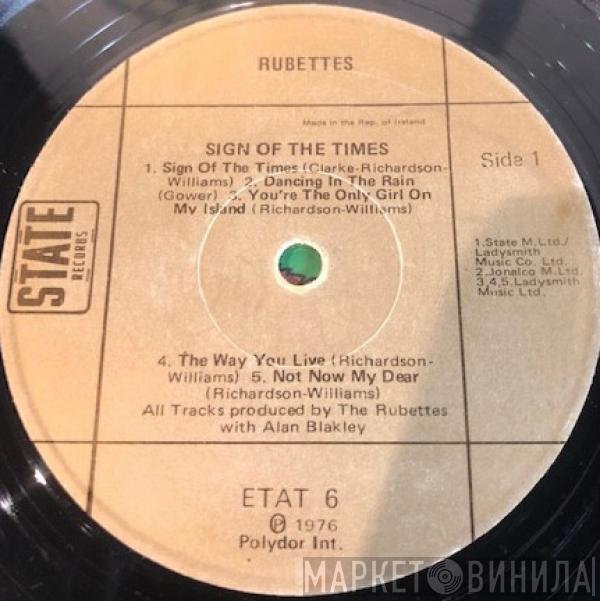 RUBETTES
Made in the Rep. of Ireland
SIGN OF THE TIMES
1. Sign Of The Times (Clarke-Richardson-
Williams) 2. Dancing In The Rain
(Gower) 3. You're The Only Girl On
My Island (Richardson-Williams)
Side 1
STATE
RECORDS
1.State M.Ltd./
Ladysmith
Music Co. Ltd.
2.Jonalco M.Ltd.
3,4,5.Ladysmith
Music Ltd.
4. The Way You Live (Richardson-
Williams) 5. Not Now My Dear
(Richardson-Williams)
All Tracks produced by The Rubettes
with Alan Blakley
ETAT 6
Ⓟ 1976
Polydor Int.
МАРКЕТ ВИНИЛА